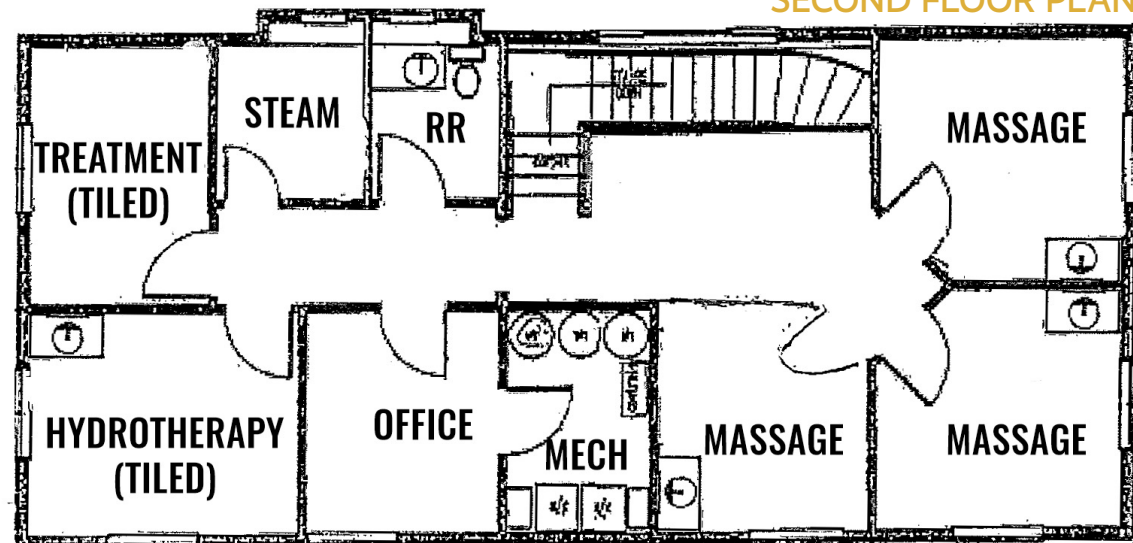 SECOND FLOOR PLAN
STEAM
RR
MASSAGE
TREATMENT
(TILED)
HYDROTHERAPY
(TILED)
OFFICE
MECH
MASSAGE
MASSAGE